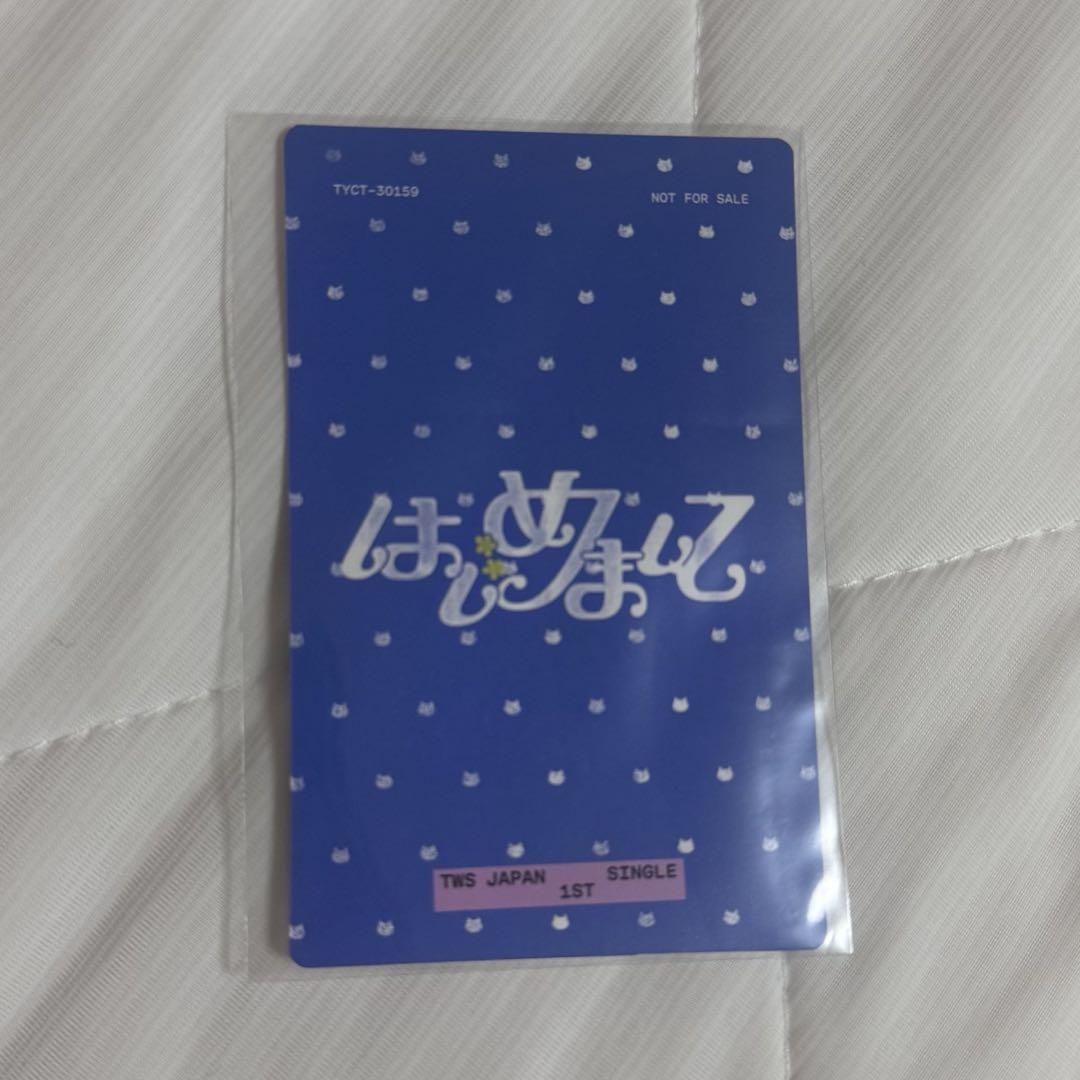 TYCT-30159
NOT FOR SALE
はじめまして
TWS JAPAN 1ST SINGLE